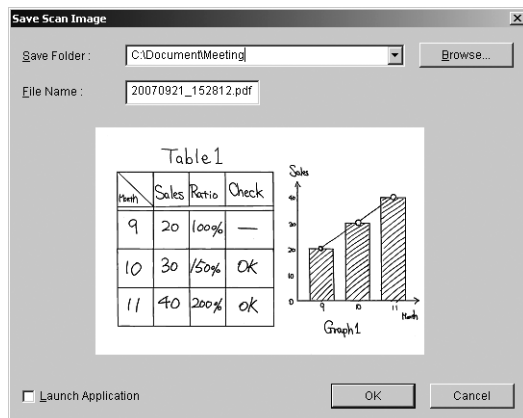 Save Scan Image
Save Folder : C:\Document\Meeting Browse...
File Name : 20070921_152812.pdf
Table1
Month Sales Ratio Check
9 20 100% —
10 30 150% OK
11 40 200% OK
Sales
40
30
20
10
0
9 10 11 Month
Graph1
Launch Application OK Cancel